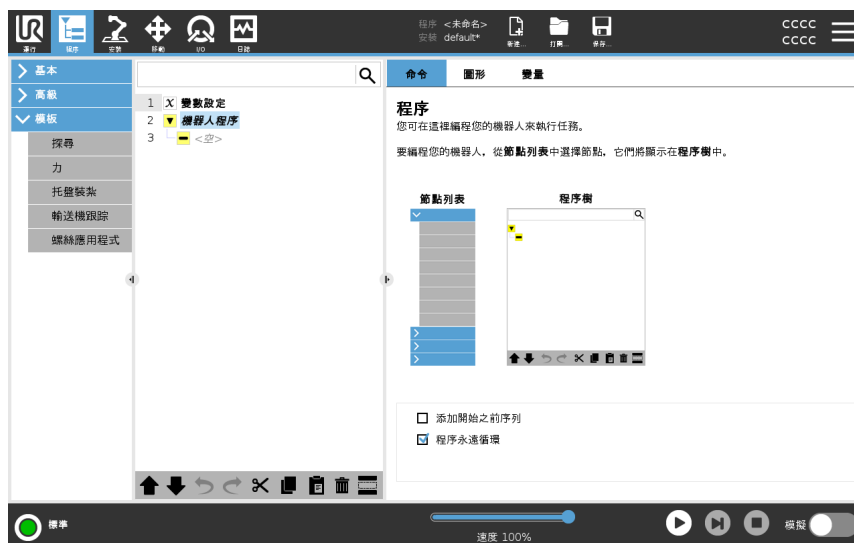 UR
運行
程序
安裝
移動
I/O
日誌
程序 <未命名>
安裝 default*
新建...
打開...
保存...
CCCC
CCCC
基本
高級
模板
探尋
力
托盤裝紮
輸送機跟踪
螺絲應用程式
1 X 變數設定
2 機器人程序
3 <空>
命令 圖形 變量
程序
您可在這裡編程您的機器人來執行任務。
要編程您的機器人，從節點列表中選擇節點，它們將顯示在程序樹中。
節點列表 程序樹
添加開始之前序列
程序永遠循環
標準
速度 100%
模擬